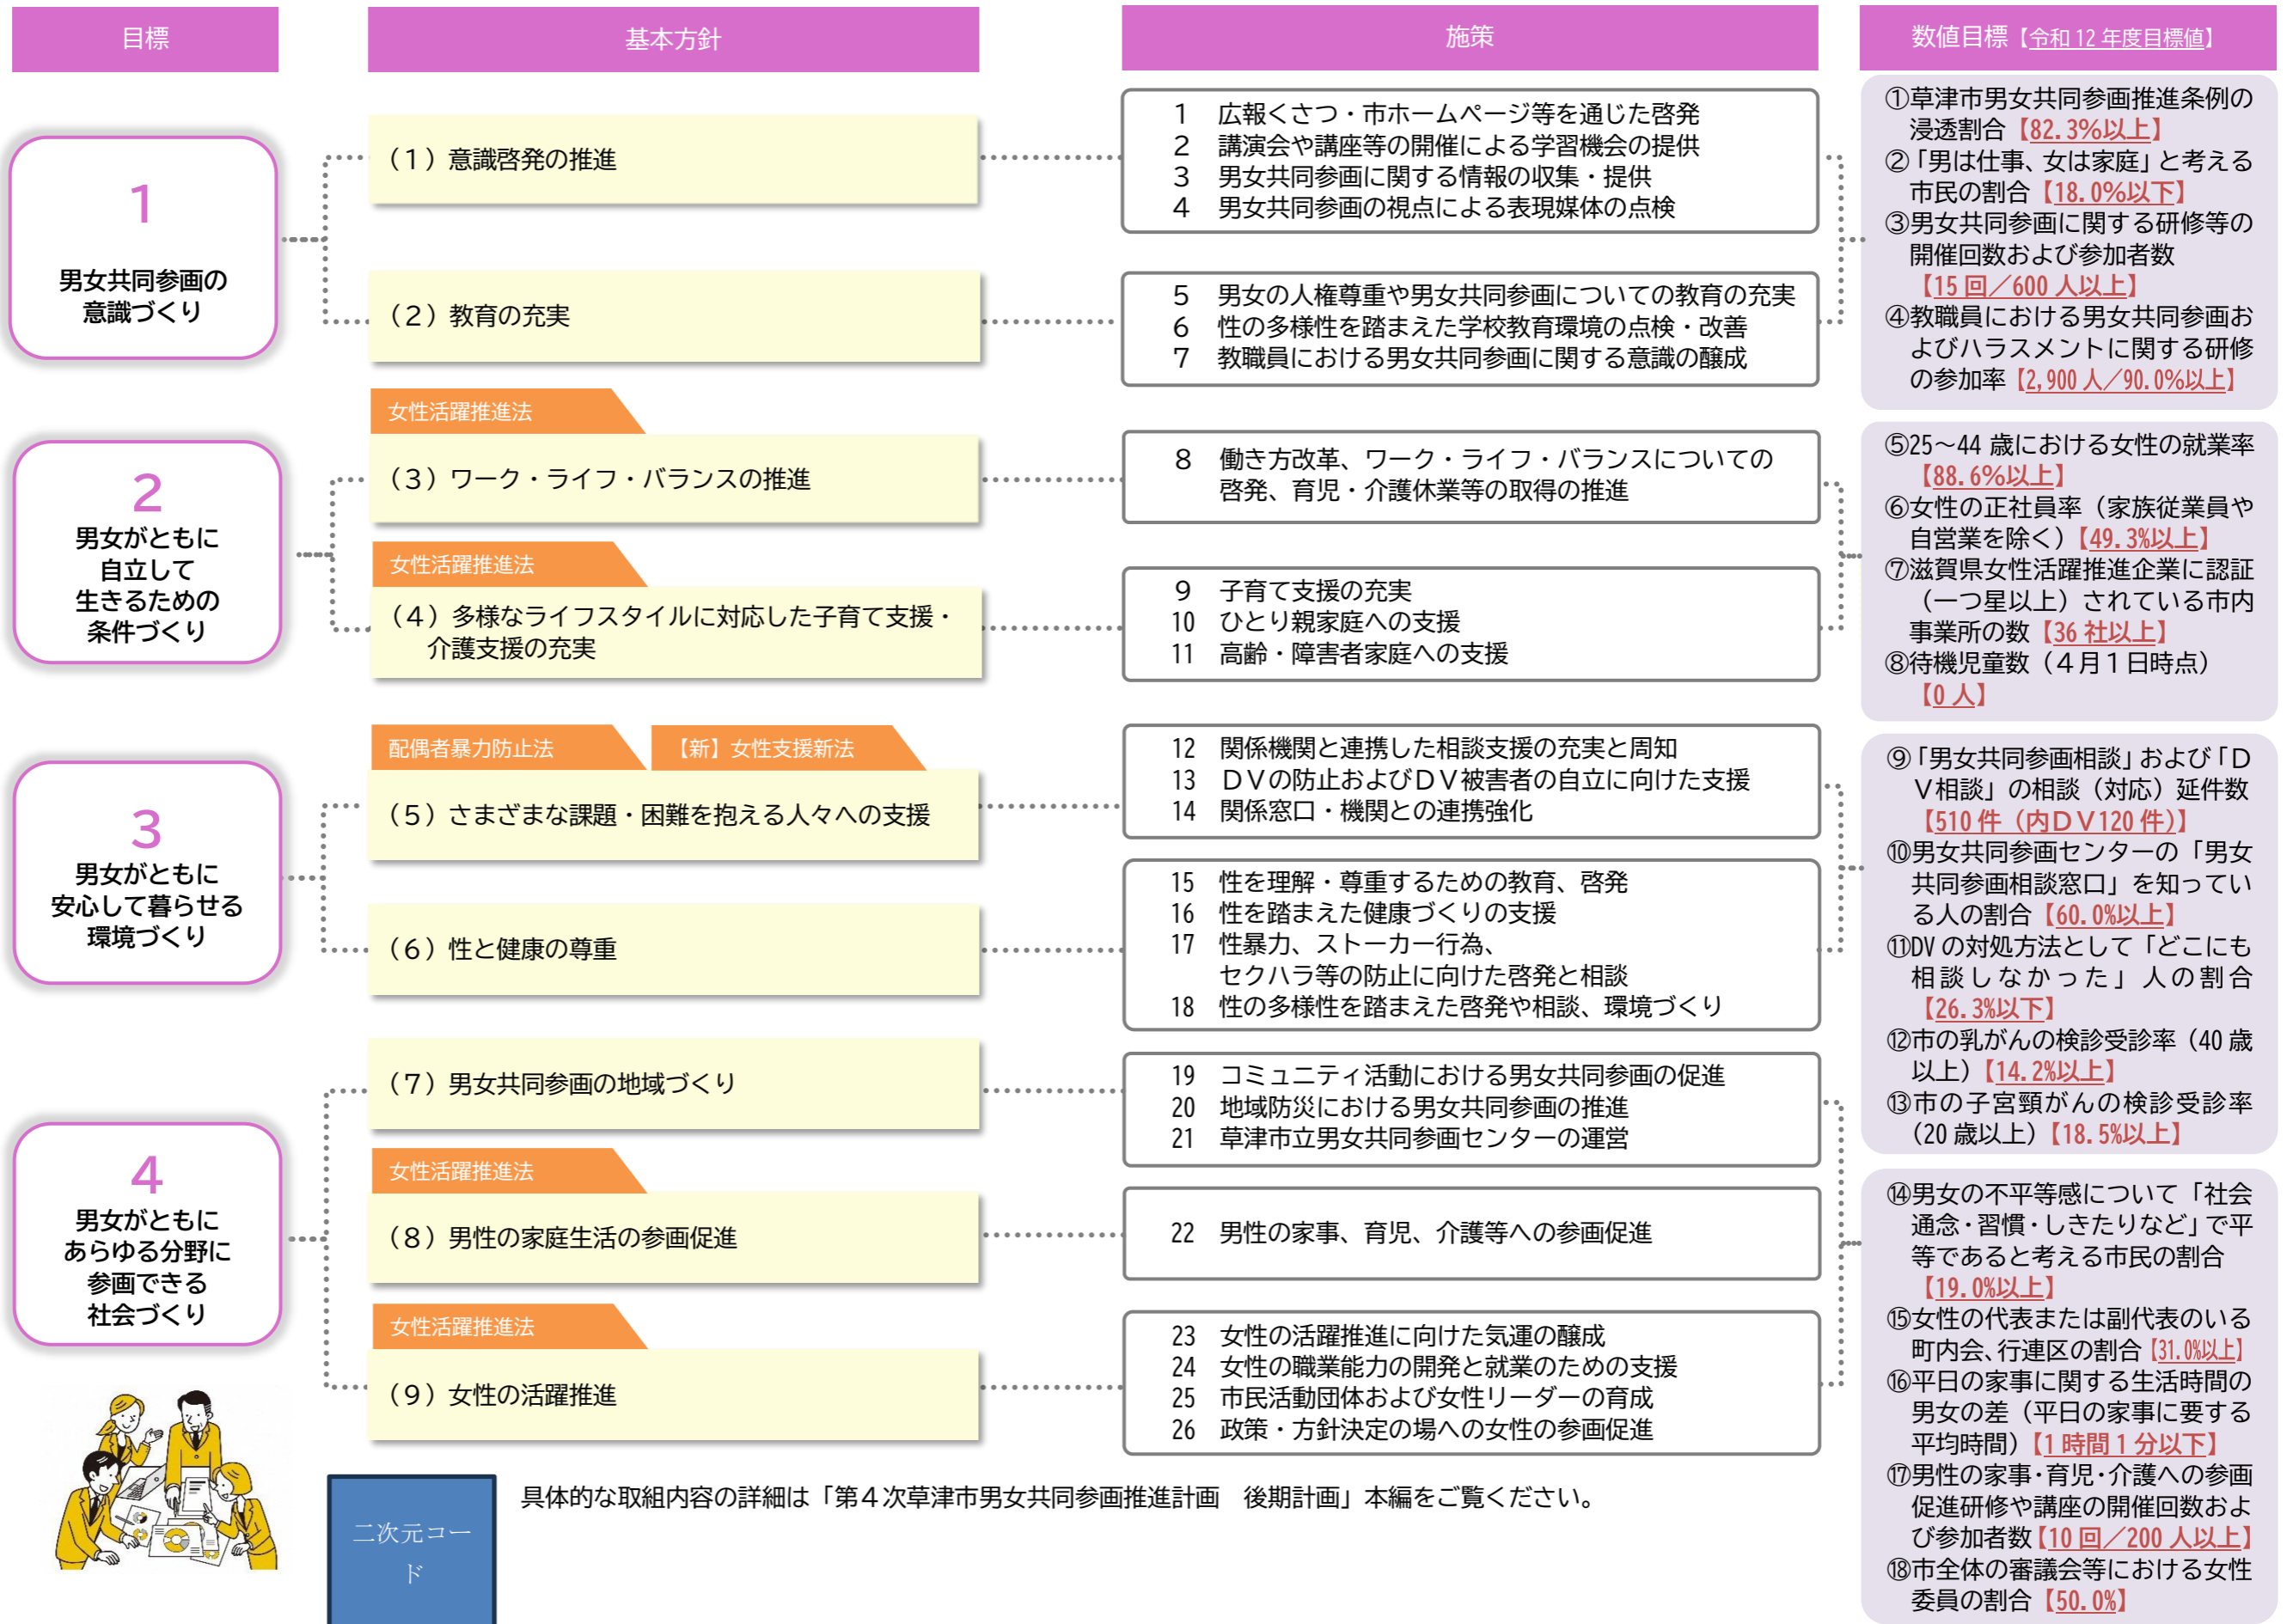 目標
基本方針
施策
数値目標【令和12年度目標値】
1
男女共同参画の
意識づくり
（1）意識啓発の推進
1　広報くさつ・市ホームページ等を通じた啓発
2　講演会や講座等の開催による学習機会の提供
3　男女共同参画に関する情報の収集・提供
4　男女共同参画の視点による表現媒体の点検
（2）教育の充実
5　男女の人権尊重や男女共同参画についての教育の充実
6　性の多様性を踏まえた学校教育環境の点検・改善
7　教職員における男女共同参画に関する意識の醸成
①草津市男女共同参画推進条例の
浸透割合【82.3%以上】
②「男は仕事、女は家庭」と考える
市民の割合【18.0%以下】
③男女共同参画に関する研修等の
開催回数および参加者数
【15回／600人以上】
④教職員における男女共同参画お
よびハラスメントに関する研修
の参加率【2,900人／90.0%以上】
2
男女がともに
自立して
生きるための
条件づくり
女性活躍推進法
（3）ワーク・ライフ・バランスの推進
8　働き方改革、ワーク・ライフ・バランスについての
啓発、育児・介護休業等の取得の推進
女性活躍推進法
（4）多様なライフスタイルに対応した子育て支援・
介護支援の充実
9　子育て支援の充実
10　ひとり親家庭への支援
11　高齢・障害者家庭への支援
⑤25～44歳における女性の就業率
【88.6%以上】
⑥女性の正社員率（家族従業員や
自営業を除く）【49.3%以上】
⑦滋賀県女性活躍推進企業に認証
（一つ星以上）されている市内
事業所の数【36社以上】
⑧待機児童数（4月1日時点）
【0人】
3
男女がともに
安心して暮らせる
環境づくり
配偶者暴力防止法
【新】女性支援新法
（5）さまざまな課題・困難を抱える人々への支援
12　関係機関と連携した相談支援の充実と周知
13　ＤＶの防止およびＤＶ被害者の自立に向けた支援
14　関係窓口・機関との連携強化
（6）性と健康の尊重
15　性を理解・尊重するための教育、啓発
16　性を踏まえた健康づくりの支援
17　性暴力、ストーカー行為、
セクハラ等の防止に向けた啓発と相談
18　性の多様性を踏まえた啓発や相談、環境づくり
⑨「男女共同参画相談」および「Ｄ
Ｖ相談」の相談（対応）延件数
【510件（内ＤＶ120件）】
⑩男女共同参画センターの「男女
共同参画相談窓口」を知ってい
る人の割合【60.0%以上】
⑪DVの対処方法として「どこにも
相談しなかった」人の割合
【26.3%以下】
⑫市の乳がんの検診受診率（40歳
以上）【14.2%以上】
⑬市の子宮頸がんの検診受診率
（20歳以上）【18.5%以上】
4
男女がともに
あらゆる分野に
参画できる
社会づくり
（7）男女共同参画の地域づくり
19　コミュニティ活動における男女共同参画の促進
20　地域防災における男女共同参画の推進
21　草津市立男女共同参画センターの運営
女性活躍推進法
（8）男性の家庭生活の参画促進
22　男性の家事、育児、介護等への参画促進
女性活躍推進法
（9）女性の活躍推進
23　女性の活躍推進に向けた気運の醸成
24　女性の職業能力の開発と就業のための支援
25　市民活動団体および女性リーダーの育成
26　政策・方針決定の場への女性の参画促進
⑭男女の不平等感について「社会
通念・習慣・しきたりなど」で平
等であると考える市民の割合
【19.0%以上】
⑮女性の代表または副代表のいる
町内会、行連区の割合【31.0%以上】
⑯平日の家事に関する生活時間の
男女の差（平日の家事に要する
平均時間）【1時間1分以下】
⑰男性の家事・育児・介護への参画
促進研修や講座の開催回数およ
び参加者数【10回／200人以上】
⑱市全体の審議会等における女性
委員の割合【50.0%】
二次元コー
ド
具体的な取組内容の詳細は「第4次草津市男女共同参画推進計画　後期計画」本編をご覧ください。